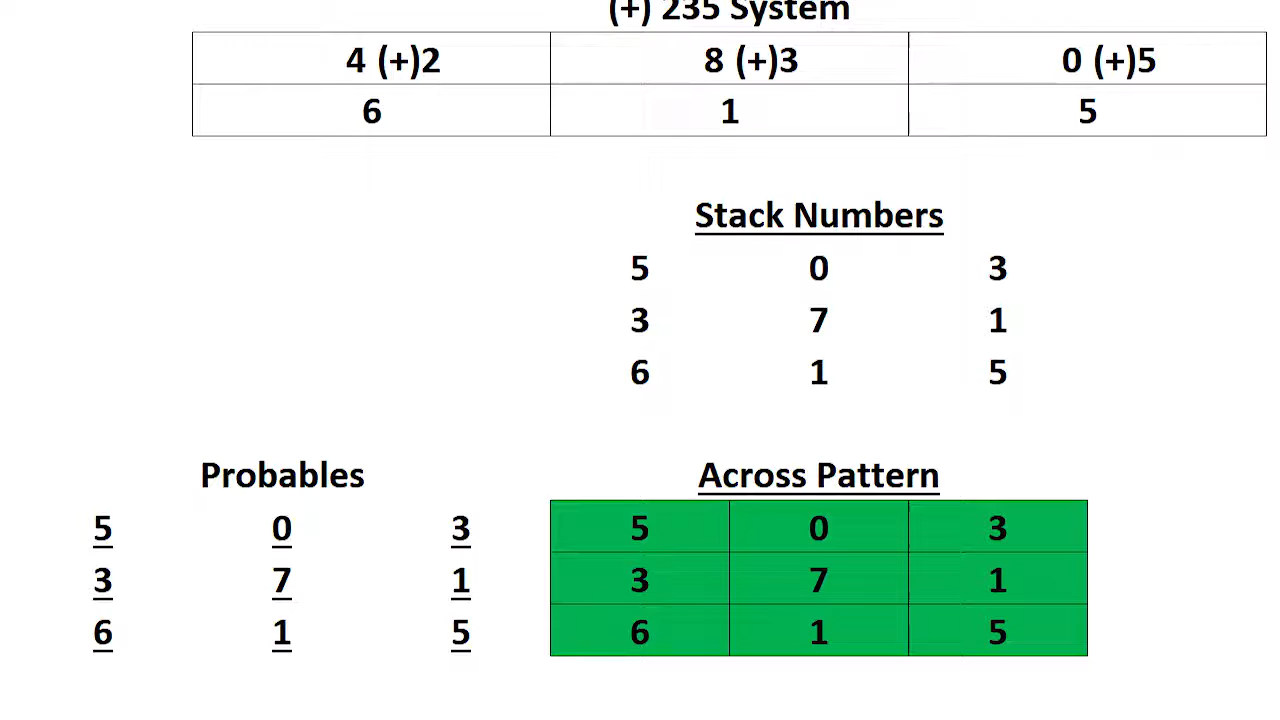 (+) 235 System
4 (+)2 8 (+)3 0 (+)5
6 1 5
Stack Numbers
5 0 3
3 7 1
6 1 5
Probables Across Pattern
5 0 3 5 0 3
3 7 1 3 7 1
6 1 5 6 1 5